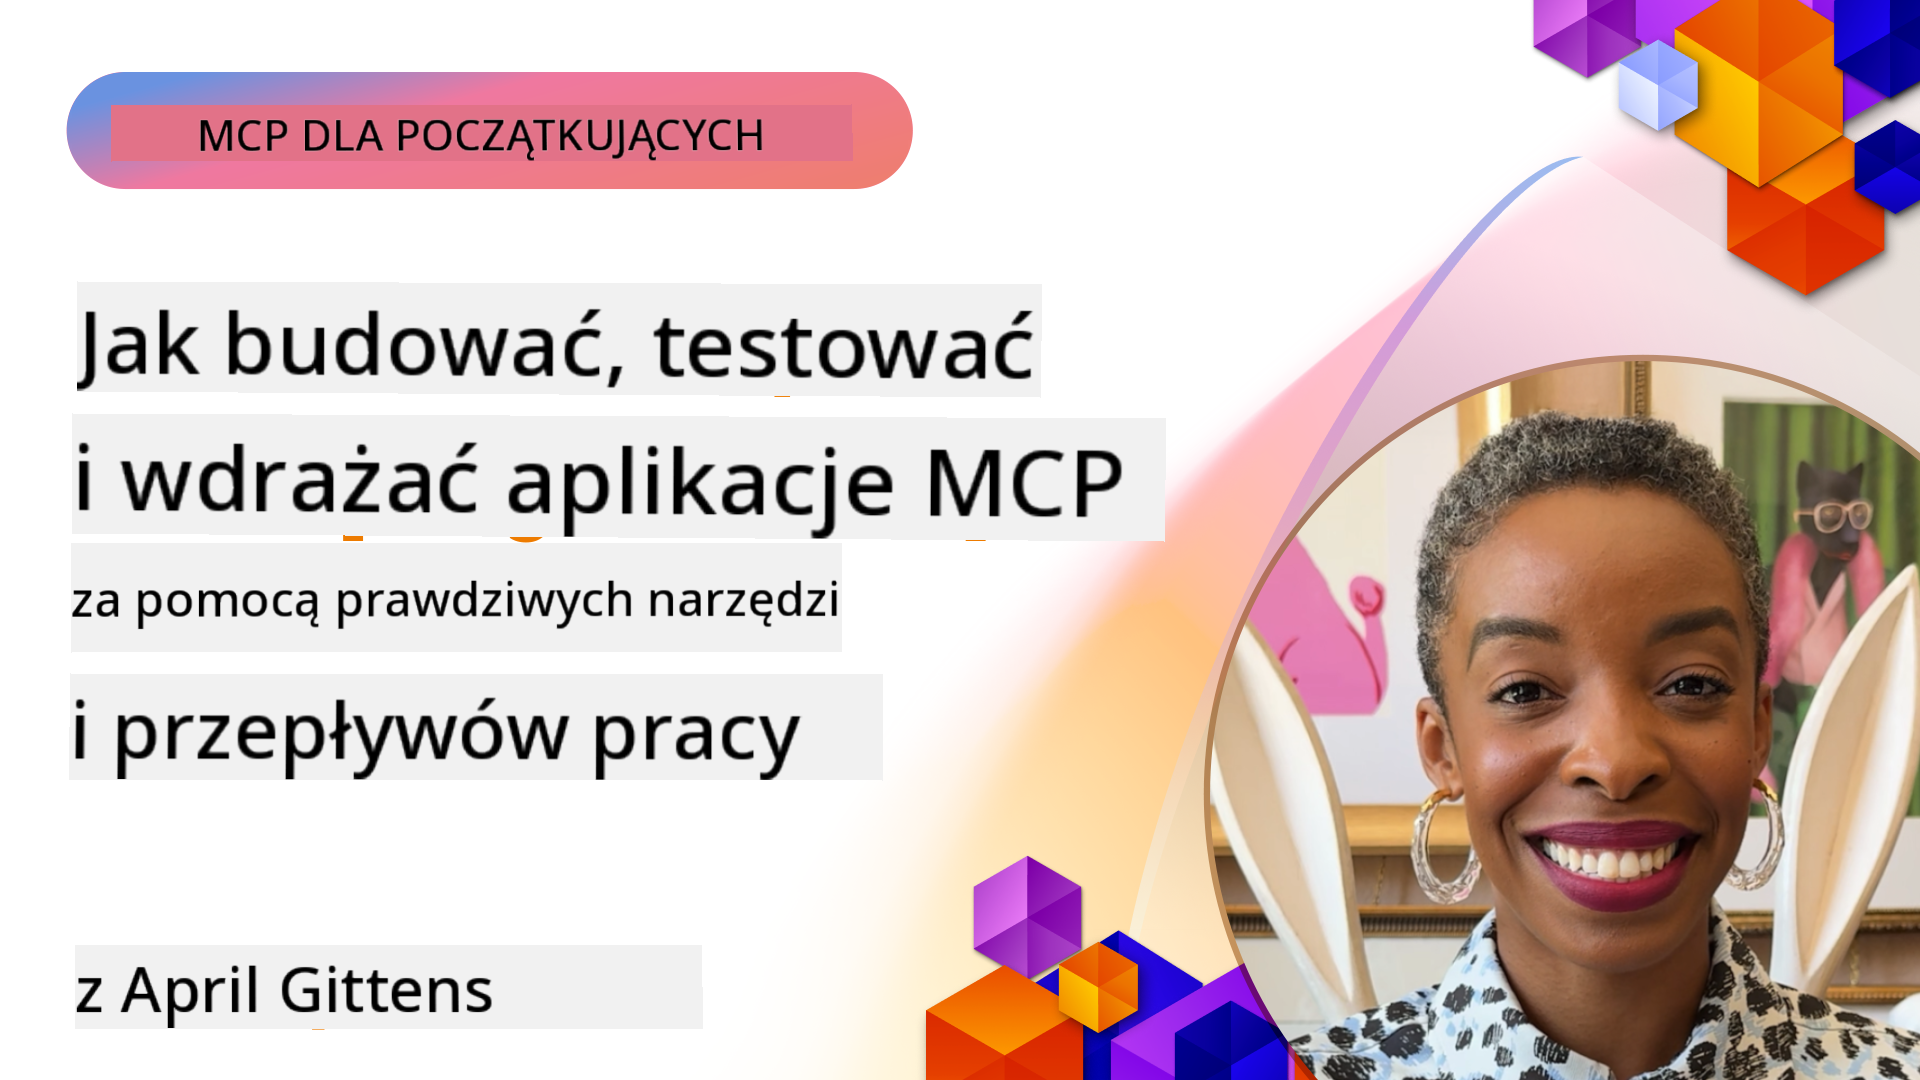 MCP DLA POCZĄTKUJĄCYCH
Jak budować, testować
i wdrażać aplikacje MCP
za pomocą prawdziwych narzędzi
i przepływów pracy
z April Gittens